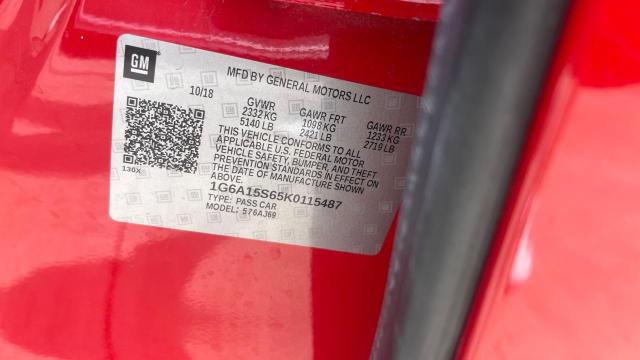 GM
MFD BY GENERAL MOTORS LLC
10/18
GVWR GAWR FRT GAWR RR
2332 KG 1098 KG 1233 KG
5140 LB 2421 LB 2719 LB
THIS VEHICLE CONFORMS TO ALL
APPLICABLE U.S. FEDERAL MOTOR
VEHICLE SAFETY, BUMPER, AND THEFT
PREVENTION STANDARDS IN EFFECT ON
THE DATE OF MANUFACTURE SHOWN
ABOVE.
130X
1G6A15S65K0115487
TYPE: PASS CAR
MODEL: 576AJ69